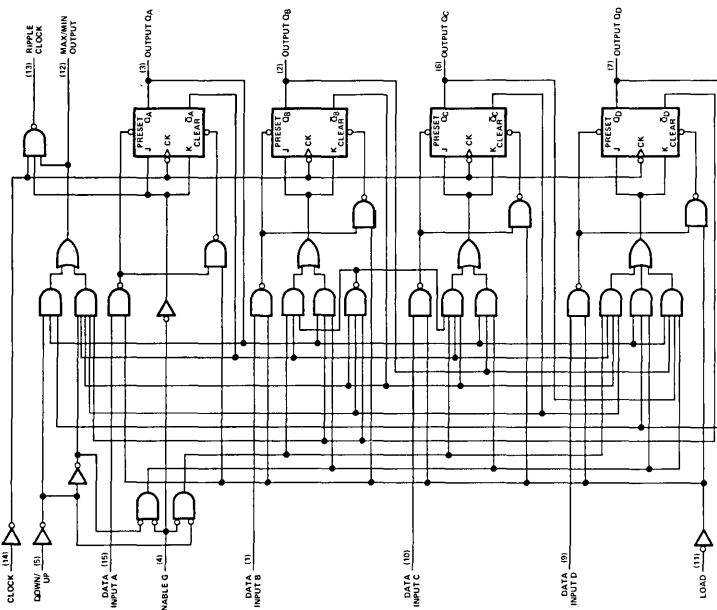 (13) RIPPLE
CLOCK
(12) MAX/MIN
OUTPUT
(3) OUTPUT QA
(2) OUTPUT QB
(6) OUTPUT QC
(7) OUTPUT QD
PRESET
QA
J
CK
K
Q̅A
CLEAR
PRESET
QB
J
CK
K
Q̅B
CLEAR
PRESET
QC
J
CK
K
Q̅C
CLEAR
PRESET
QD
J
CK
K
Q̅D
CLEAR
CLOCK (14)
DOWN/
UP (5)
DATA
INPUT A (15)
NABLE G (4)
DATA
INPUT B (1)
DATA
INPUT C (10)
DATA
INPUT D (9)
LOAD (11)